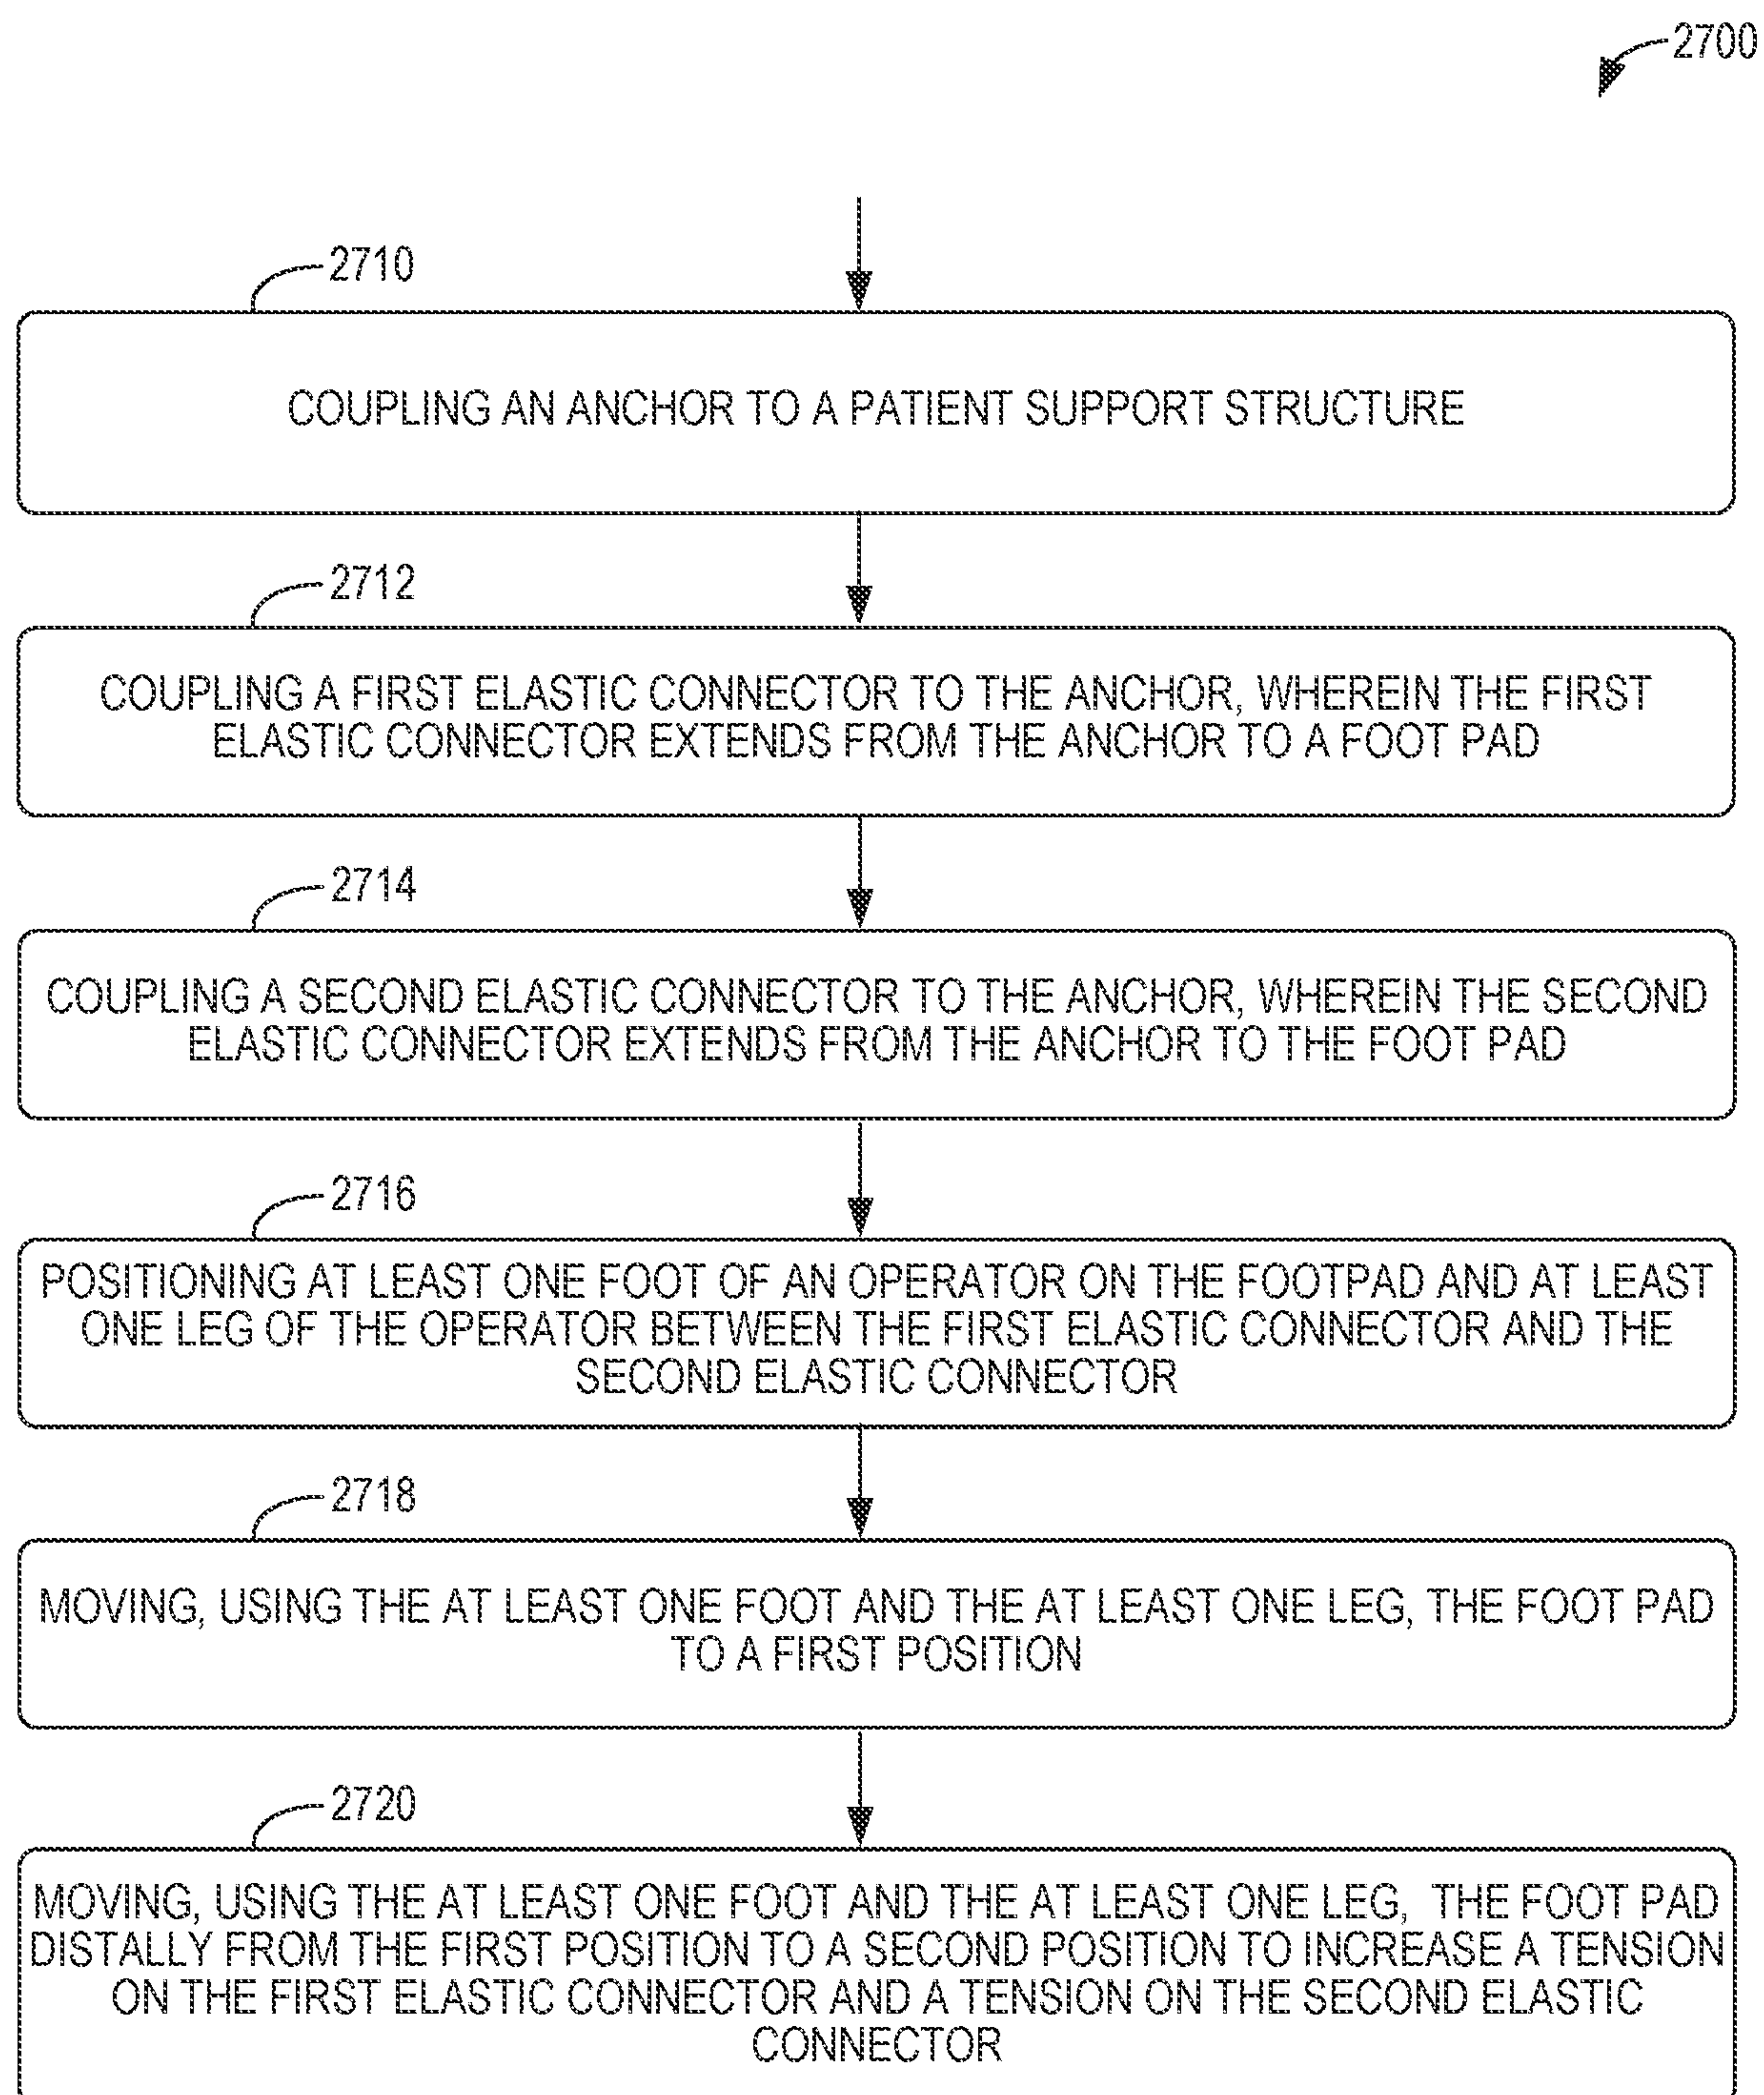 2700
2710
COUPLING AN ANCHOR TO A PATIENT SUPPORT STRUCTURE
2712
COUPLING A FIRST ELASTIC CONNECTOR TO THE ANCHOR, WHEREIN THE FIRST
ELASTIC CONNECTOR EXTENDS FROM THE ANCHOR TO A FOOT PAD
2714
COUPLING A SECOND ELASTIC CONNECTOR TO THE ANCHOR, WHEREIN THE SECOND
ELASTIC CONNECTOR EXTENDS FROM THE ANCHOR TO THE FOOT PAD
2716
POSITIONING AT LEAST ONE FOOT OF AN OPERATOR ON THE FOOTPAD AND AT LEAST
ONE LEG OF THE OPERATOR BETWEEN THE FIRST ELASTIC CONNECTOR AND THE
SECOND ELASTIC CONNECTOR
2718
MOVING, USING THE AT LEAST ONE FOOT AND THE AT LEAST ONE LEG, THE FOOT PAD
TO A FIRST POSITION
2720
MOVING, USING THE AT LEAST ONE FOOT AND THE AT LEAST ONE LEG, THE FOOT PAD
DISTALLY FROM THE FIRST POSITION TO A SECOND POSITION TO INCREASE A TENSION
ON THE FIRST ELASTIC CONNECTOR AND A TENSION ON THE SECOND ELASTIC
CONNECTOR